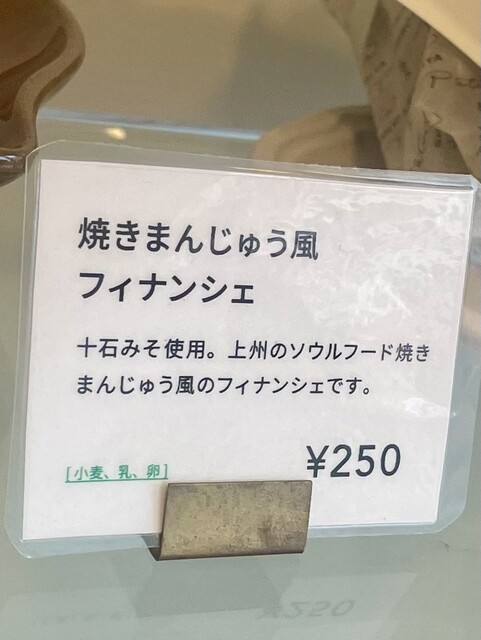 焼きまんじゅう風
フィナンシェ
十石みそ使用。上州のソウルフード焼き
まんじゅう風のフィナンシェです。
[小麦、乳、卵]
¥250